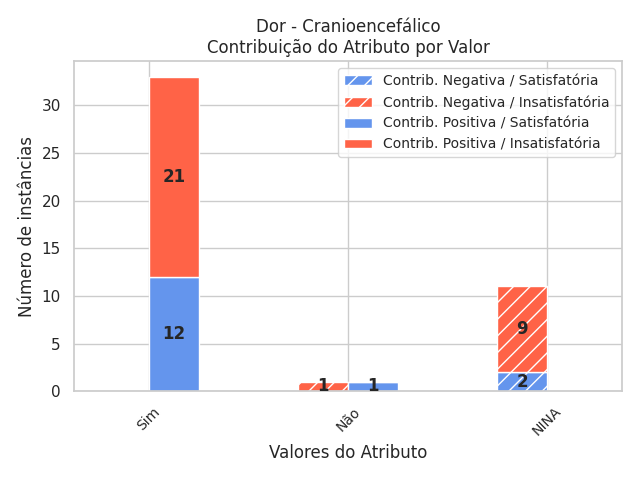 Dor - Cranioencefálico
Contribuição do Atributo por Valor
Contrib. Negativa / Satisfatória
Contrib. Negativa / Insatisfatória
Contrib. Positiva / Satisfatória
Contrib. Positiva / Insatisfatória
Número de instâncias
30
25
20
15
10
5
0
21
12
1
1
9
2
Sim
Não
NINA
Valores do Atributo